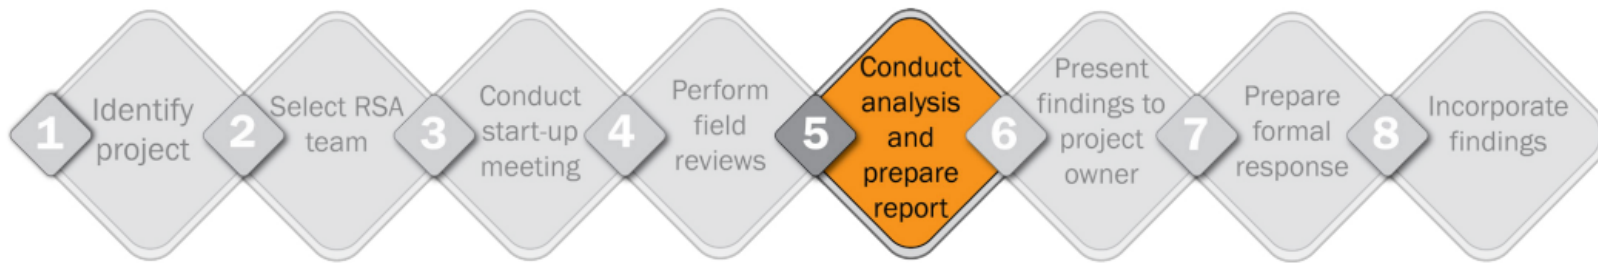 1
Identify
project
2
Select RSA
team
3
Conduct
start-up
meeting
4
Perform
field
reviews
5
Conduct
analysis
and
prepare
report
6
Present
findings to
project
owner
7
Prepare
formal
response
8
Incorporate
findings